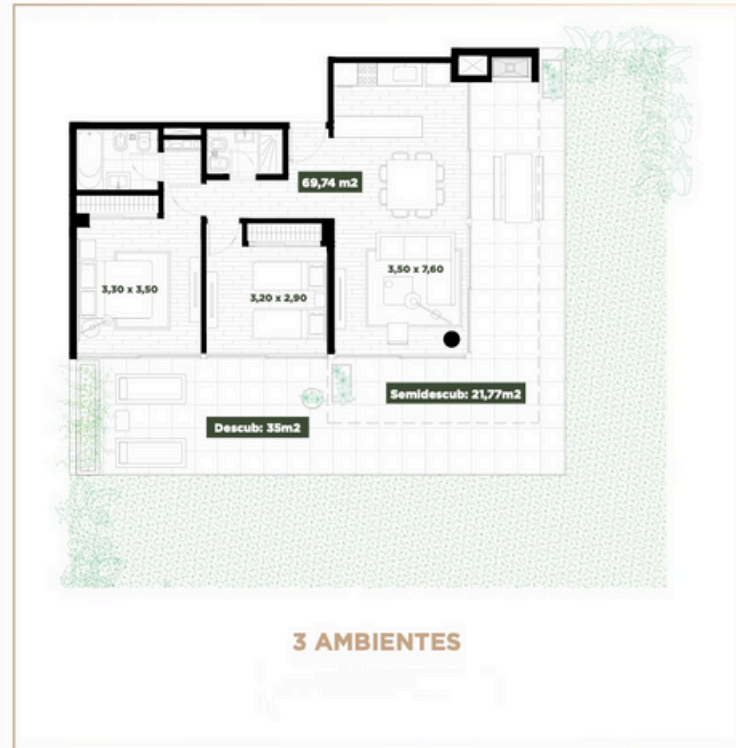 69,74 m2
3,50 x 7,60
3,30 x 3,50
3,20 x 2,90
Semidescub: 21,77m2
Descub: 35m2
3 AMBIENTES